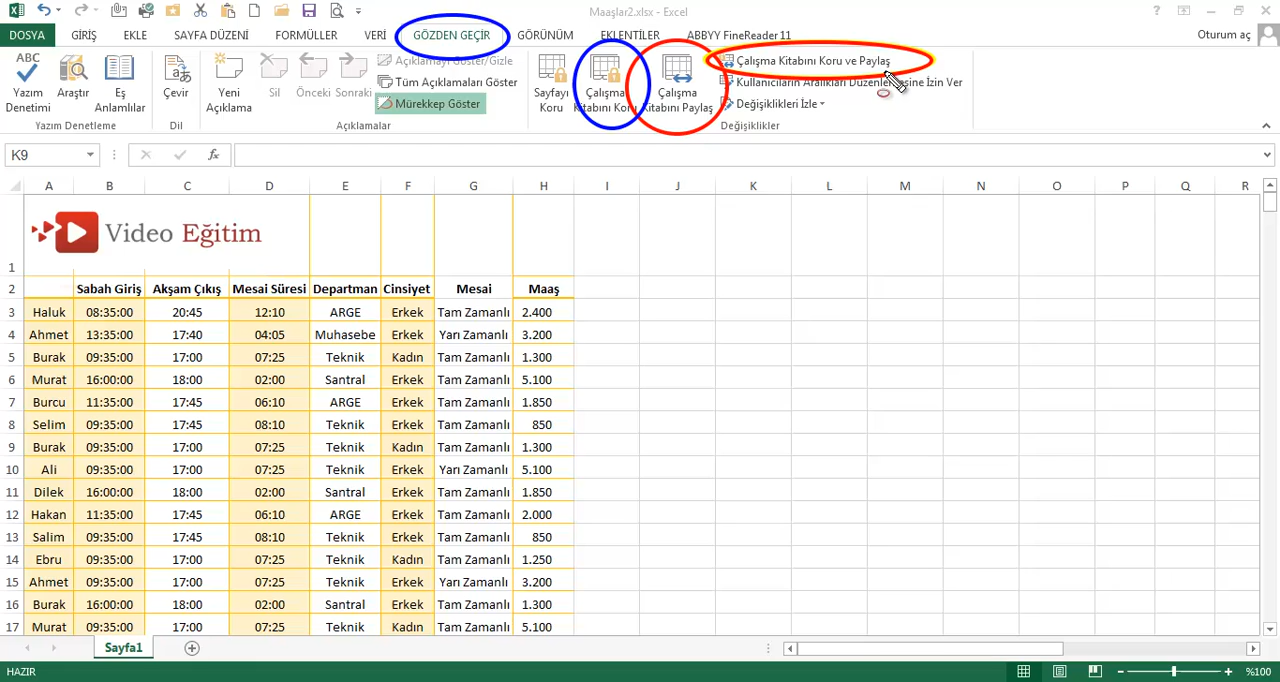 Maaşlar2.xlsx - Excel
DOSYA GİRİŞ EKLE SAYFA DÜZENİ FORMÜLLER VERİ GÖZDEN GEÇİR GÖRÜNÜM EKLENTİLER ABBYY FineReader 11 Oturum aç
Yazım Denetimi
Araştır
Eş Anlamlılar
Çevir
Yeni Açıklama
Sil
Önceki
Sonraki
Açıklamayı Göster/Gizle
Tüm Açıklamaları Göster
Mürekkep Göster
Sayfayı Koru
Çalışma Kitabını Koru
Çalışma Kitabını Paylaş
Çalışma Kitabını Koru ve Paylaş
Kullanıcıların Aralıkları Düzenlemesine İzin Ver
Değişiklikleri İzle
Yazım Denetleme Dil Açıklamalar Değişiklikler
K9 fx
A B C D E F G H I J K L M N O P Q R
1 Video Eğitim
2 Sabah Giriş Akşam Çıkış Mesai Süresi Departman Cinsiyet Mesai Maaş
3 Haluk 08:35:00 20:45 12:10 ARGE Erkek Tam Zamanlı 2.400
4 Ahmet 13:35:00 17:40 04:05 Muhasebe Erkek Yarı Zamanlı 3.200
5 Burak 09:35:00 17:00 07:25 Teknik Kadın Tam Zamanlı 1.300
6 Murat 16:00:00 18:00 02:00 Santral Erkek Tam Zamanlı 5.100
7 Burcu 11:35:00 17:45 06:10 ARGE Erkek Tam Zamanlı 1.850
8 Selim 09:35:00 17:45 08:10 Teknik Erkek Tam Zamanlı 850
9 Burak 09:35:00 17:00 07:25 Teknik Kadın Tam Zamanlı 1.300
10 Ali 09:35:00 17:00 07:25 Teknik Erkek Yarı Zamanlı 5.100
11 Dilek 16:00:00 18:00 02:00 Santral Erkek Tam Zamanlı 1.850
12 Hakan 11:35:00 17:45 06:10 ARGE Erkek Tam Zamanlı 2.000
13 Salim 09:35:00 17:45 08:10 Teknik Erkek Tam Zamanlı 850
14 Ebru 09:35:00 17:00 07:25 Teknik Kadın Tam Zamanlı 1.250
15 Ahmet 09:35:00 17:00 07:25 Teknik Erkek Yarı Zamanlı 3.200
16 Burak 16:00:00 18:00 02:00 Santral Erkek Tam Zamanlı 1.300
17 Murat 09:35:00 17:00 07:25 Teknik Kadın Tam Zamanlı 5.100
Sayfa1
HAZIR %100